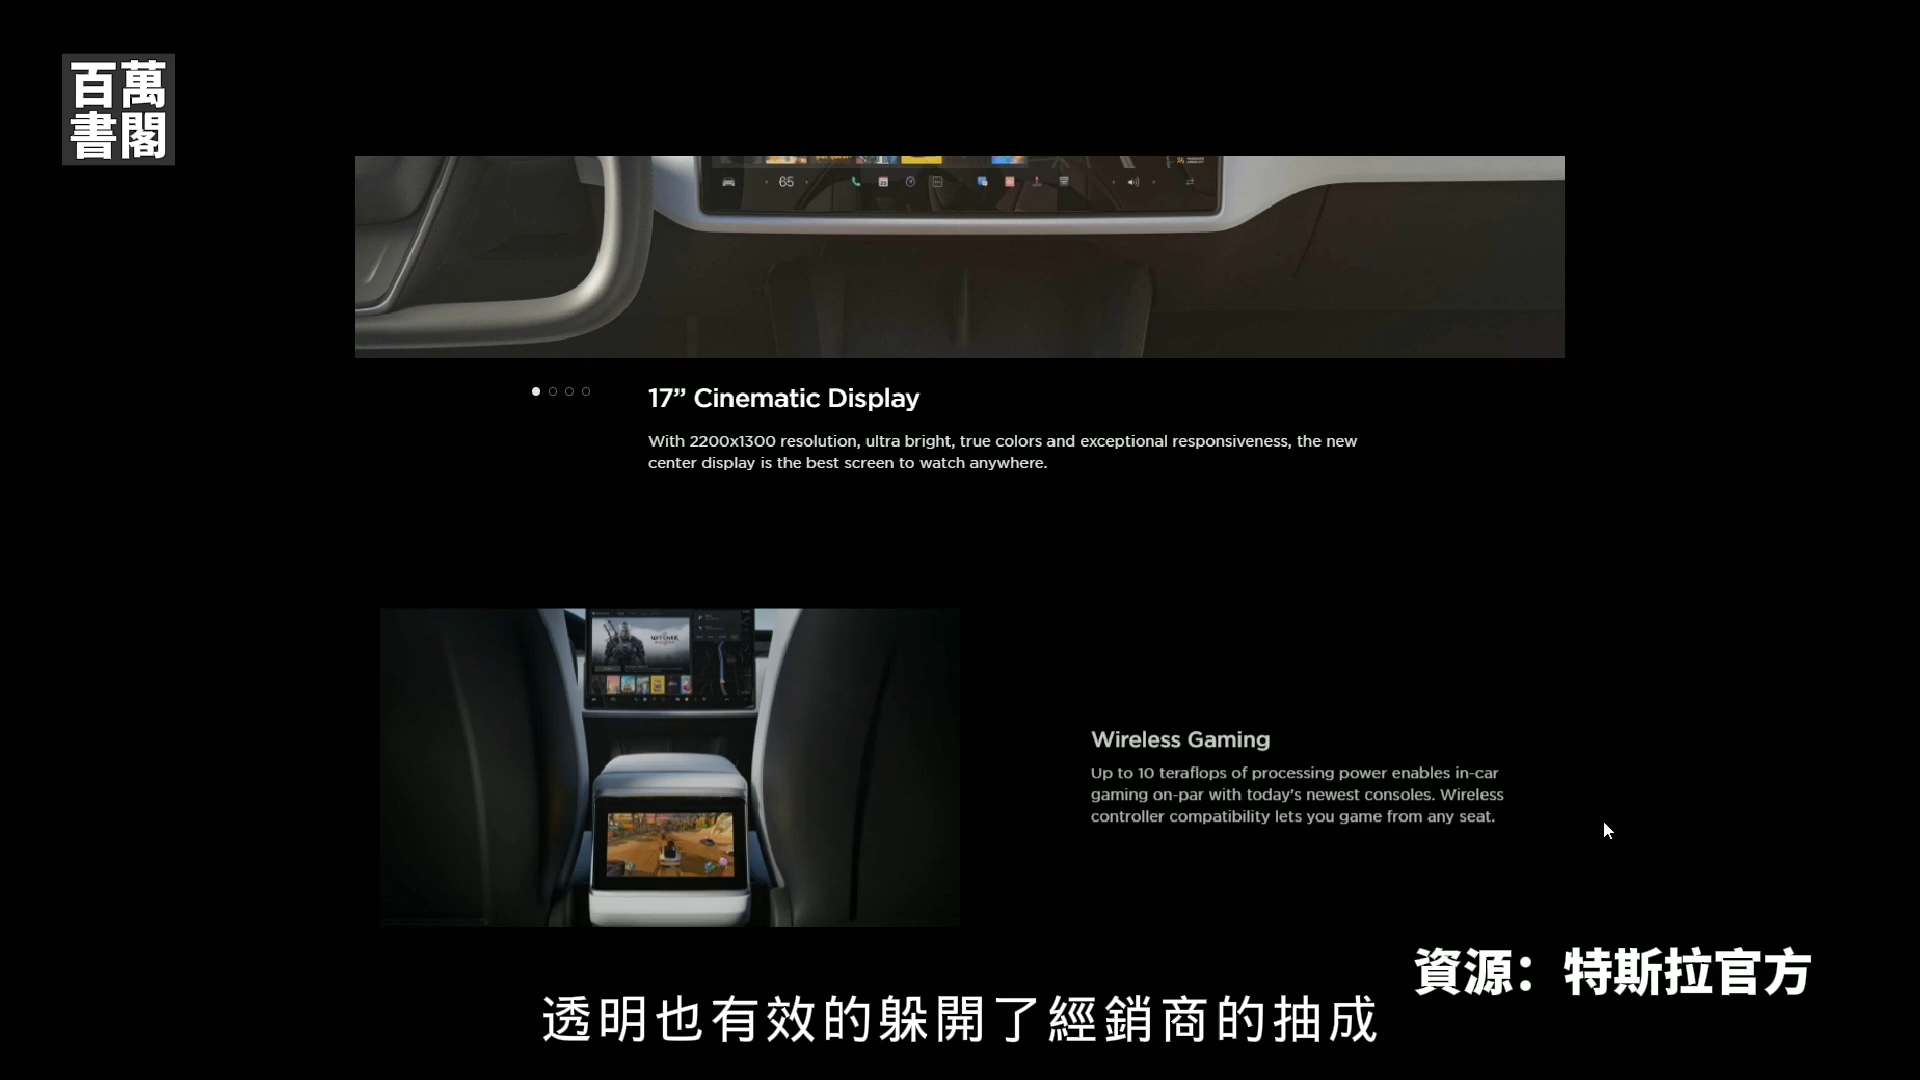 百萬
書閣
65
17” Cinematic Display
With 2200x1300 resolution, ultra bright, true colors and exceptional responsiveness, the new
center display is the best screen to watch anywhere.
WITCHER
Wireless Gaming
Up to 10 teraflops of processing power enables in-car
gaming on-par with today's newest consoles. Wireless
controller compatibility lets you game from any seat.
資源：特斯拉官方
透明也有效的躲開了經銷商的抽成